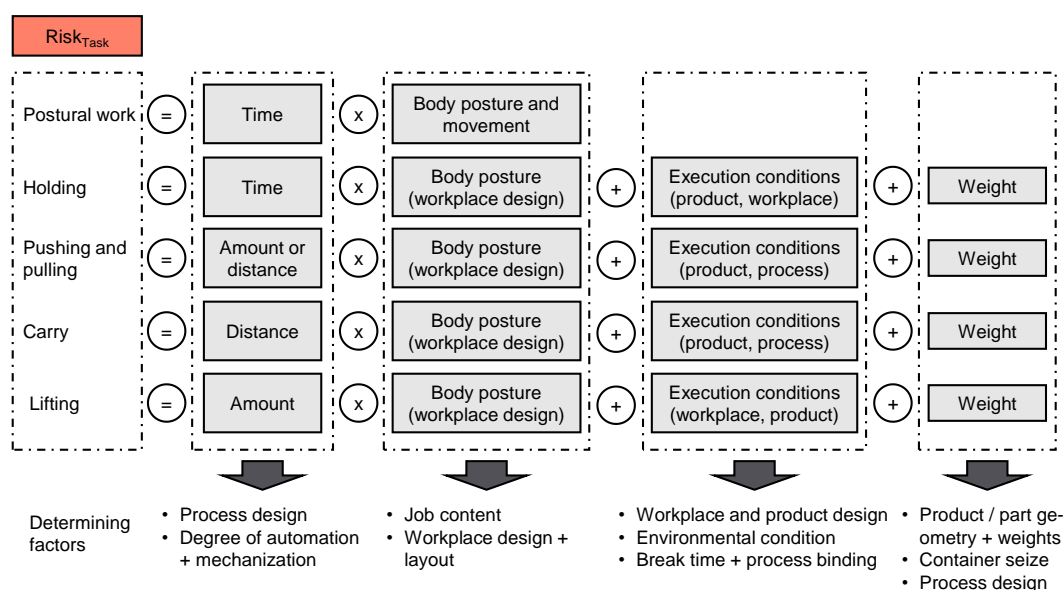 RiskTask
Postural work = Time x Body posture and
movement
Holding = Time x Body posture
(workplace design) + Execution conditions
(product, workplace) + Weight
Pushing and
pulling = Amount or
distance x Body posture
(workplace design) + Execution conditions
(product, process) + Weight
Carry = Distance x Body posture
(workplace design) + Execution conditions
(product, process) + Weight
Lifting = Amount x Body posture
(workplace design) + Execution conditions
(workplace, product) + Weight
Determining
factors
• Process design
• Degree of automation
+ mechanization
• Job content
• Workplace design +
layout
• Workplace and product design
• Environmental condition
• Break time + process binding
• Product / part ge-
ometry + weights
• Container seize
• Process design